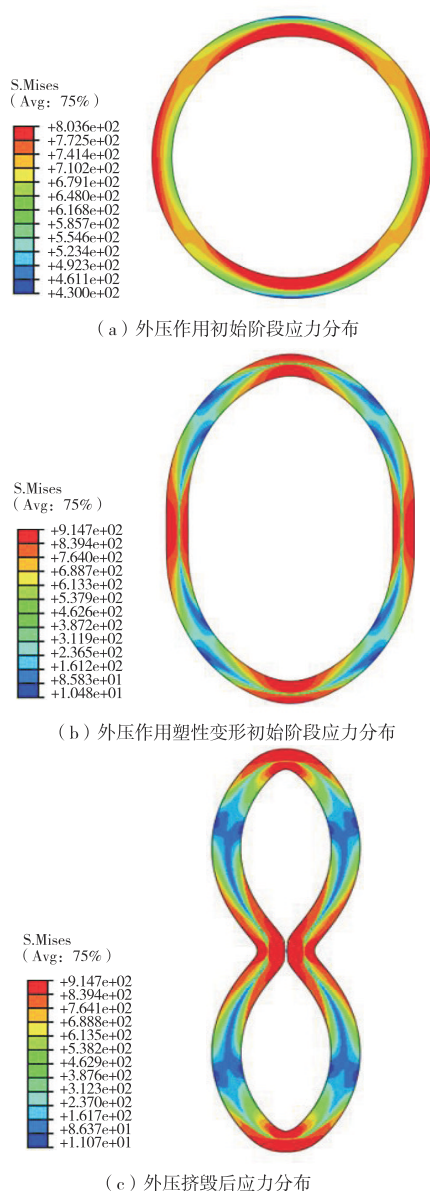 S.Mises
（Avg：75%）
+8.036e+02
+7.725e+02
+7.414e+02
+7.102e+02
+6.791e+02
+6.480e+02
+6.168e+02
+5.857e+02
+5.546e+02
+5.234e+02
+4.923e+02
+4.611e+02
+4.300e+02
（a）外压作用初始阶段应力分布
S.Mises
（Avg：75%）
+9.147e+02
+8.394e+02
+7.640e+02
+6.887e+02
+6.133e+02
+5.379e+02
+4.626e+02
+3.872e+02
+3.119e+02
+2.365e+02
+1.612e+02
+8.583e+01
+1.048e+01
（b）外压作用塑性变形初始阶段应力分布
S.Mises
（Avg：75%）
+9.147e+02
+8.394e+02
+7.641e+02
+6.888e+02
+6.135e+02
+5.382e+02
+4.629e+02
+3.876e+02
+3.123e+02
+2.370e+02
+1.617e+02
+8.637e+01
+1.107e+01
（c）外压挤毁后应力分布